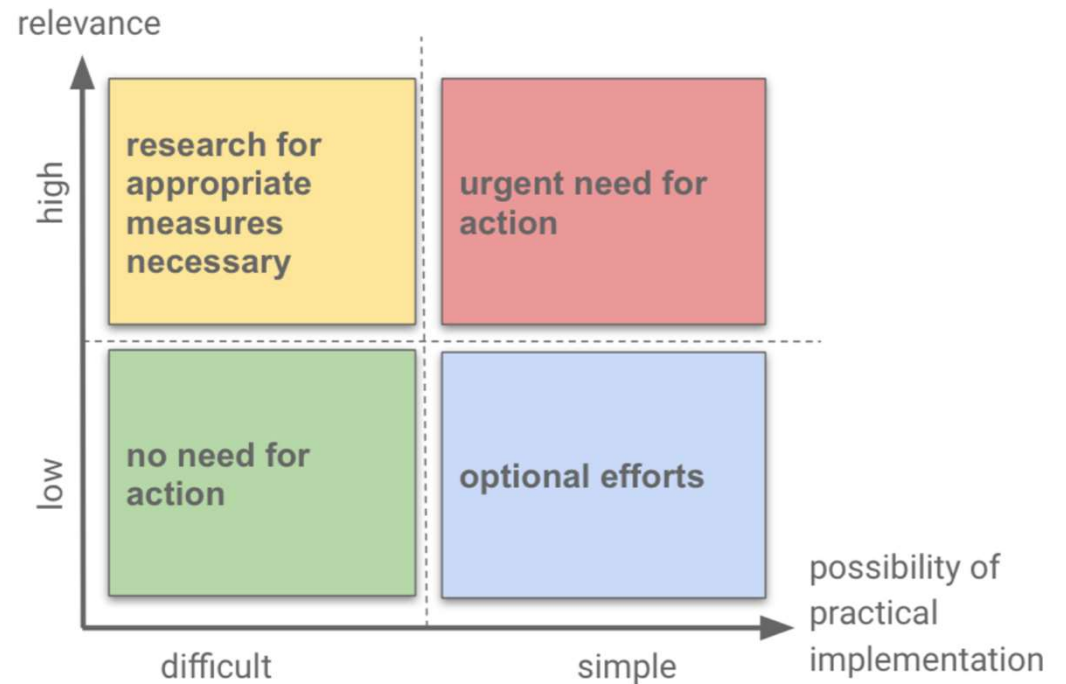 relevance
high
research for
appropriate
measures
necessary
urgent need for
action
low
no need for
action
optional efforts
possibility of
practical
implementation
difficult
simple